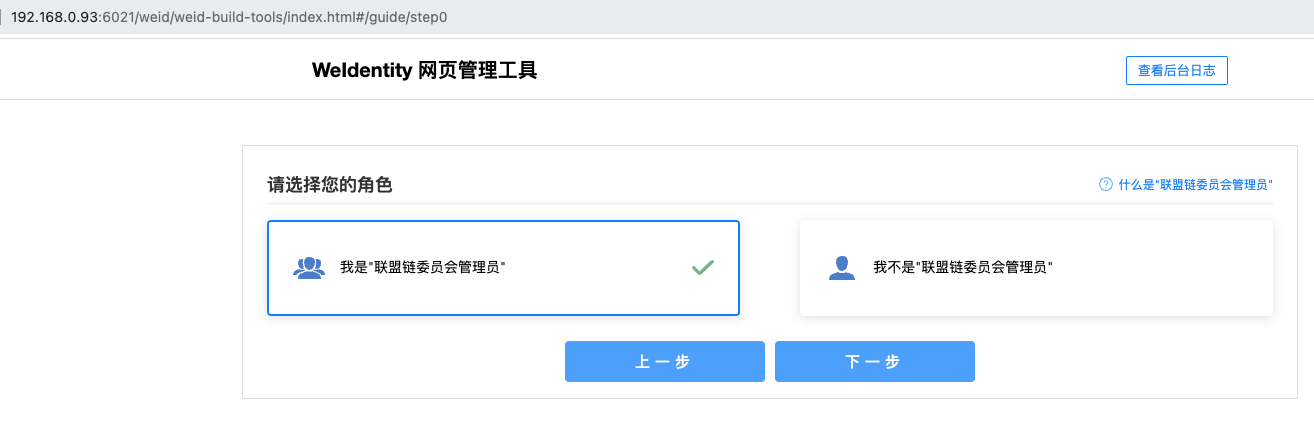 192.168.0.93:6021/weid/weid-build-tools/index.html#/guide/step0
WeIdentity 网页管理工具
查看后台日志
请选择您的角色
什么是"联盟链委员会管理员"
我是"联盟链委员会管理员"
我不是"联盟链委员会管理员"
上一步
下一步